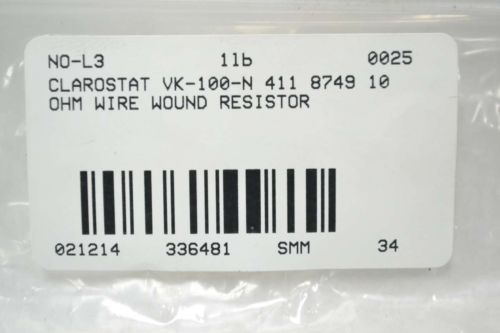 NO-L3 1lb 0025
CLAROSTAT VK-100-N 411 8749 10
OHM WIRE WOUND RESISTOR
021214 336481 SMM 34